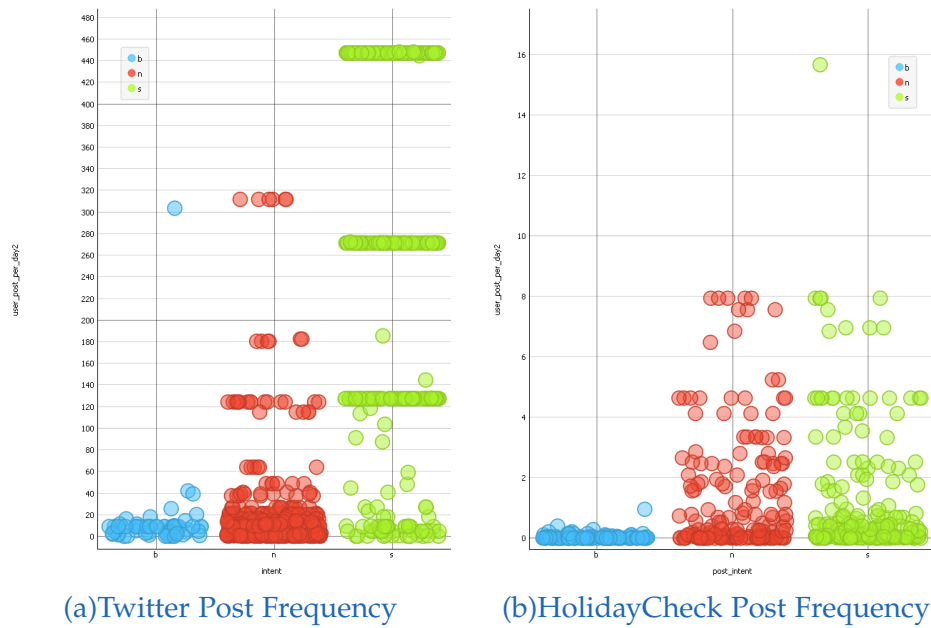 480
460
440
420
400
380
360
340
320
300
280
260
240
220
200
180
160
140
120
100
80
60
40
20
0
user_post_per_day2
b
n
s
b
n
s
intent
(a)Twitter Post Frequency
16
14
12
10
8
6
4
2
0
user_post_per_day2
b
n
s
b
n
s
post_intent
(b)HolidayCheck Post Frequency